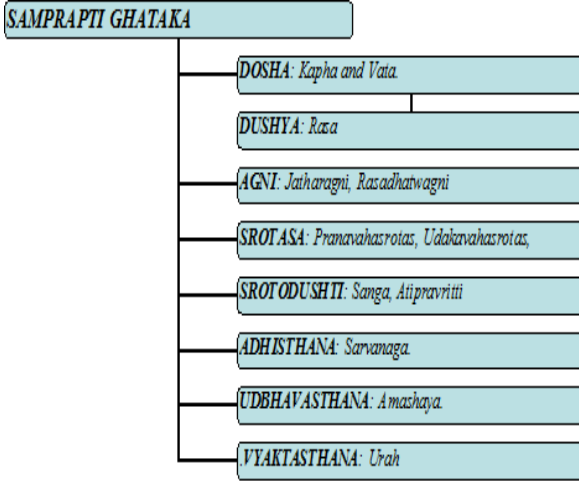 SAMPRAPTI GHATAKA
DOSHA: Kapha and Vata.
DUSHYA: Rasa
AGNI: Jatharagni, Rasadhatwagni
SROTASA: Pranavahasrotas, Udakavahasrotas,
SROTODUSHTI: Sanga, Atipravritti
ADHISTHANA: Sarvanaga.
UDBHAVASTHANA: Amashaya.
.VYAKTASTHANA: Urah